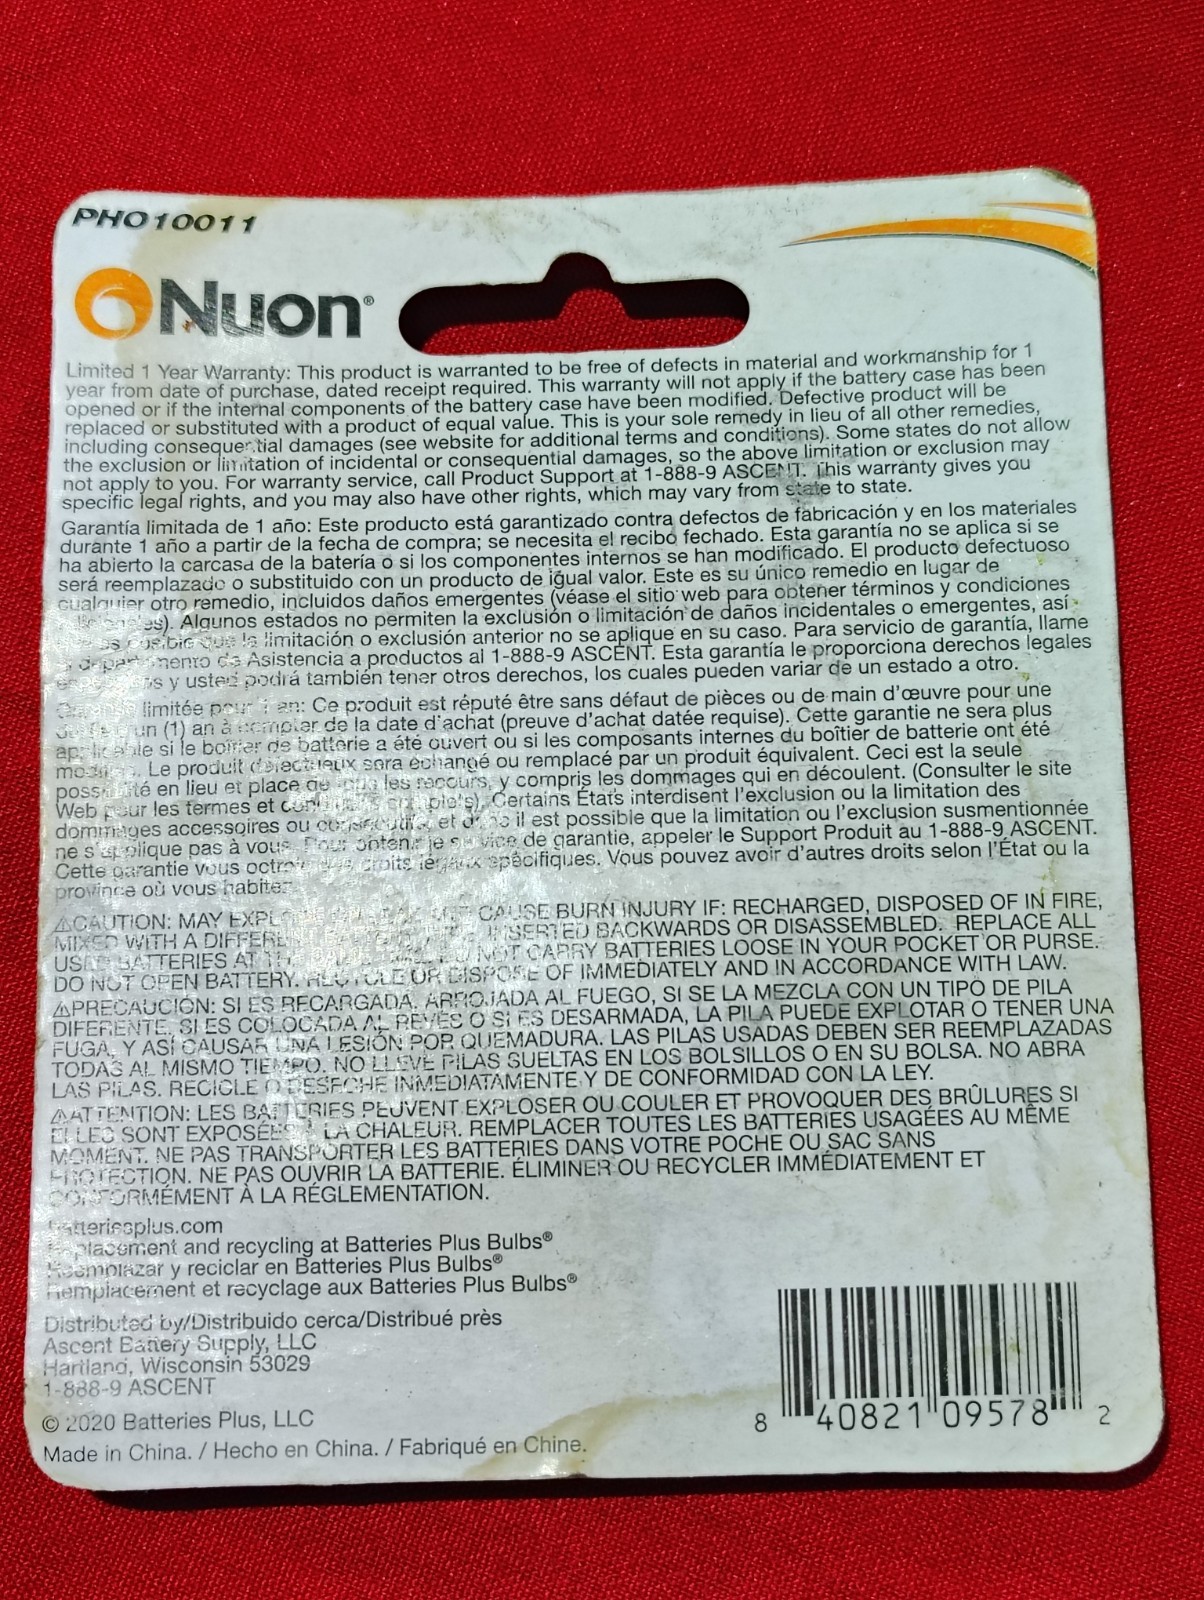 PHO10011
Nuon®
Limited 1 Year Warranty: This product is warranted to be free of defects in material and workmanship for 1
year from date of purchase, dated receipt required. This warranty will not apply if the battery case has been
opened or if the internal components of the battery case have been modified. Defective product will be
replaced or substituted with a product of equal value. This is your sole remedy in lieu of all other remedies,
including consequential damages (see website for additional terms and conditions). Some states do not allow
the exclusion or limitation of incidental or consequential damages, so the above limitation or exclusion may
not apply to you. For warranty service, call Product Support at 1-888-9 ASCENT. This warranty gives you
specific legal rights, and you may also have other rights, which may vary from state to state.
Garantía limitada de 1 año: Este producto está garantizado contra defectos de fabricación y en los materiales
durante 1 año a partir de la fecha de compra; se necesita el recibo fechado. Esta garantía no se aplica si se
ha abierto la carcasa de la batería o si los componentes internos se han modificado. El producto defectuoso
será reemplazado o substituido con un producto de igual valor. Este es su único remedio en lugar de
cualquier otro remedio, incluidos daños emergentes (véase el sitio web para obtener términos y condiciones
Algunos estados no permiten la exclusión o limitación de daños incidentales o emergentes, así
posible que la limitación o exclusión anterior no se aplique en su caso. Para servicio de garantía, llame
departamento de Asistencia a productos al 1-888-9 ASCENT. Esta garantía le proporciona derechos legales
y usted podrá también tener otros derechos, los cuales pueden variar de un estado a otro.
limitée pour 1 an: Ce produit est réputé être sans défaut de pièces ou de main d'œuvre pour une
un (1) an à compter de la date d'achat (preuve d'achat datée requise). Cette garantie ne sera plus
applicable si le boîtier de batterie a été ouvert ou si les composants internes du boîtier de batterie ont été
Le produit défectueux sera échangé ou remplacé par un produit équivalent. Ceci est la seule
possibilité en lieu et place de les recours, y compris les dommages qui en découlent. (Consulter le site
Web pour les termes et complets). Certains États interdisent l'exclusion ou la limitation des
dommages accessoires ou consécutifs, et donc il est possible que la limitation ou l'exclusion susmentionnée
ne s'applique pas à vous. Pour obtenir le service de garantie, appeler le Support Produit au 1-888-9 ASCENT.
Cette garantie vous octroie des droits légaux spécifiques. Vous pouvez avoir d'autres droits selon l'État ou la
province où vous habitez.
⚠CAUTION: MAY CAUSE BURN INJURY IF: RECHARGED, DISPOSED OF IN FIRE,
MIXED WITH A INSERTED BACKWARDS OR DISASSEMBLED. REPLACE ALL
USED BATTERIES AT NOT CARRY BATTERIES LOOSE IN YOUR POCKET OR PURSE.
DO NOT OPEN BATTERY. RECYCLE OR DISPOSE OF IMMEDIATELY AND IN ACCORDANCE WITH LAW.
⚠PRECAUCIÓN: SI ES RECARGADA, ARROJADA AL FUEGO, SI SE LA MEZCLA CON UN TIPO DE PILA
DIFERENTE, SI ES COLOCADA AL REVÉS O SI ES DESARMADA, LA PILA PUEDE EXPLOTAR O TENER UNA
FUGA, Y ASÍ CAUSAR UNA LESIÓN POR QUEMADURA. LAS PILAS USADAS DEBEN SER REEMPLAZADAS
TODAS AL MISMO TIEMPO. NO LLEVE PILAS SUELTAS EN LOS BOLSILLOS O EN SU BOLSA. NO ABRA
LAS PILAS. RECICLE O DESECHE INMEDIATAMENTE Y DE CONFORMIDAD CON LA LEY.
⚠ATTENTION: LES BATTERIES PEUVENT EXPLOSER OU COULER ET PROVOQUER DES BRÛLURES SI
ELLES SONT EXPOSÉES À LA CHALEUR. REMPLACER TOUTES LES BATTERIES USAGÉES AU MÊME
MOMENT. NE PAS TRANSPORTER LES BATTERIES DANS VOTRE POCHE OU SAC SANS
PROTECTION. NE PAS OUVRIR LA BATTERIE. ÉLIMINER OU RECYCLER IMMÉDIATEMENT ET
CONFORMÉMENT À LA RÉGLEMENTATION.
batteriesplus.com
Replacement and recycling at Batteries Plus Bulbs®
Reemplazar y reciclar en Batteries Plus Bulbs®
Remplacement et recyclage aux Batteries Plus Bulbs®
Distributed by/Distribuido cerca/Distribué près
Ascent Battery Supply, LLC
Hartland, Wisconsin 53029
1-888-9 ASCENT
© 2020 Batteries Plus, LLC
Made in China. / Hecho en China. / Fabriqué en Chine.
8 40821 09578 2